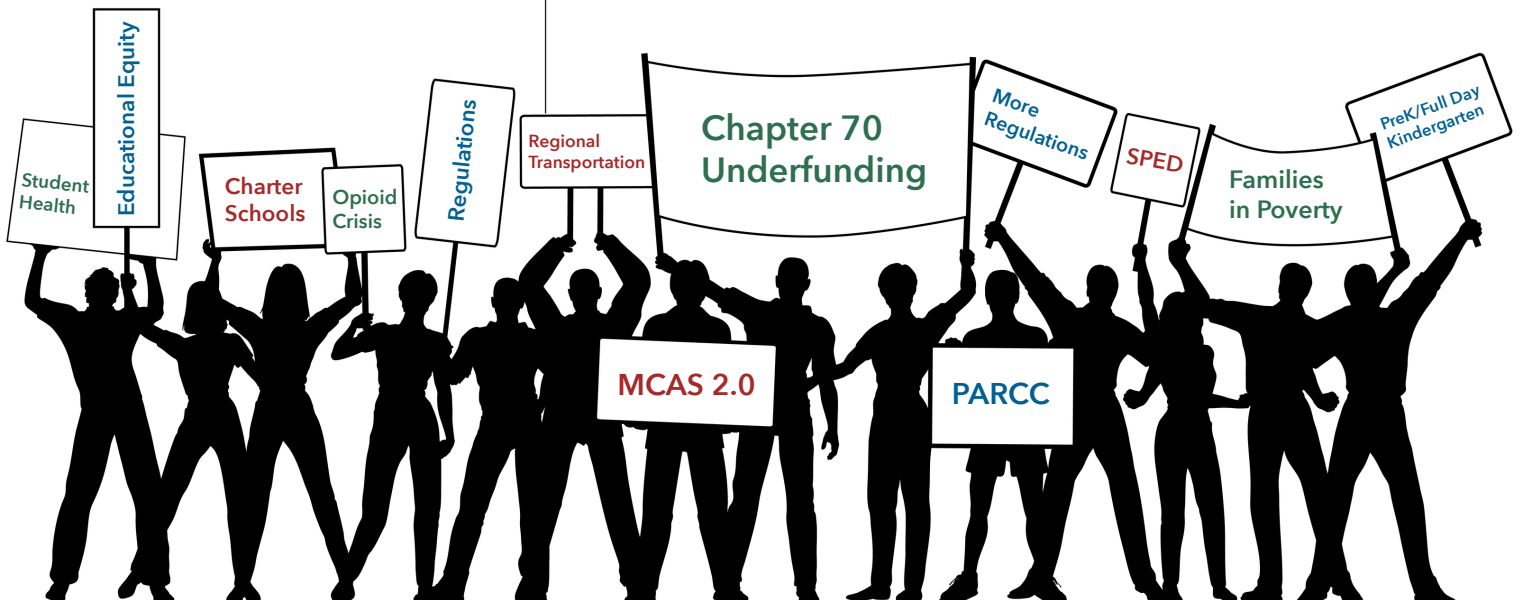 Student
Health
Educational Equity
Charter
Schools
Opioid
Crisis
Regulations
Regional
Transportation
Chapter 70
Underfunding
More
Regulations
SPED
Families
in Poverty
PreK/Full Day
Kindergarten
MCAS 2.0
PARCC